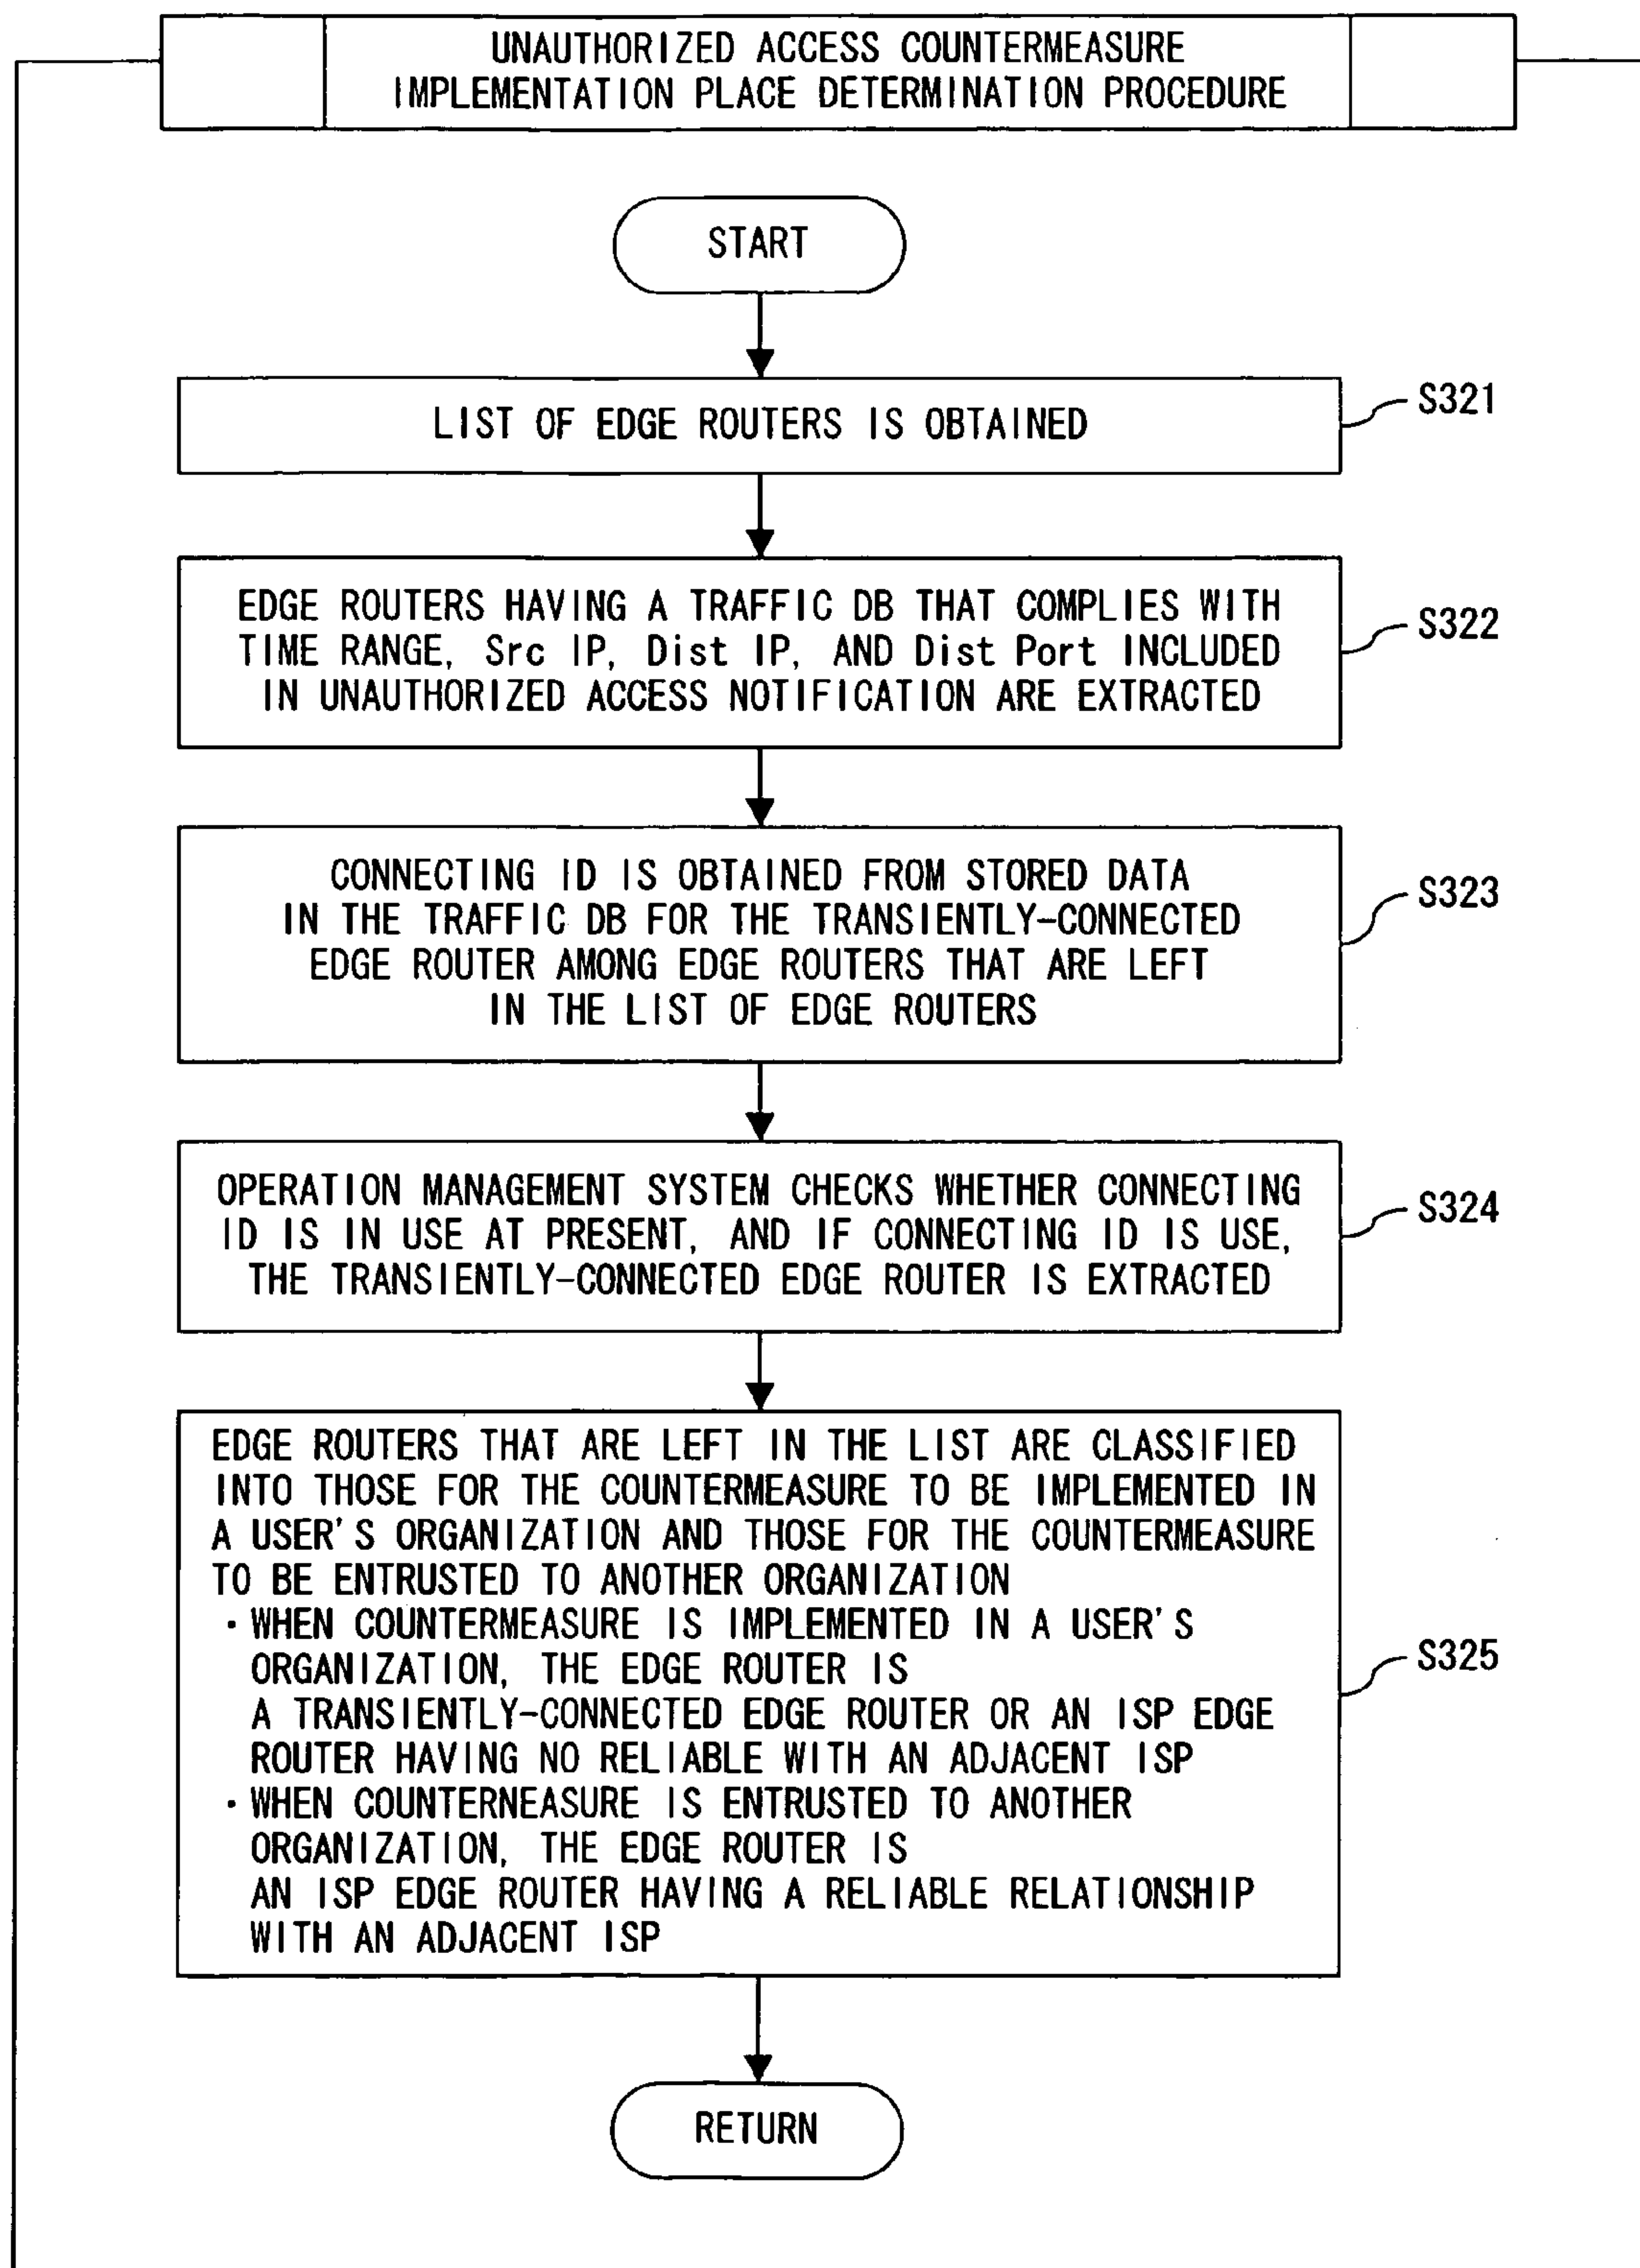 UNAUTHORIZED ACCESS COUNTERMEASURE
IMPLEMENTATION PLACE DETERMINATION PROCEDURE
START
LIST OF EDGE ROUTERS IS OBTAINED
S321
EDGE ROUTERS HAVING A TRAFFIC DB THAT COMPLIES WITH
TIME RANGE, Src IP, Dist IP, AND Dist Port INCLUDED
IN UNAUTHORIZED ACCESS NOTIFICATION ARE EXTRACTED
S322
CONNECTING ID IS OBTAINED FROM STORED DATA
IN THE TRAFFIC DB FOR THE TRANSIENTLY-CONNECTED
EDGE ROUTER AMONG EDGE ROUTERS THAT ARE LEFT
IN THE LIST OF EDGE ROUTERS
S323
OPERATION MANAGEMENT SYSTEM CHECKS WHETHER CONNECTING
ID IS IN USE AT PRESENT, AND IF CONNECTING ID IS USE,
THE TRANSIENTLY-CONNECTED EDGE ROUTER IS EXTRACTED
S324
EDGE ROUTERS THAT ARE LEFT IN THE LIST ARE CLASSIFIED
INTO THOSE FOR THE COUNTERMEASURE TO BE IMPLEMENTED IN
A USER'S ORGANIZATION AND THOSE FOR THE COUNTERMEASURE
TO BE ENTRUSTED TO ANOTHER ORGANIZATION
・WHEN COUNTERMEASURE IS IMPLEMENTED IN A USER'S
ORGANIZATION, THE EDGE ROUTER IS
A TRANSIENTLY-CONNECTED EDGE ROUTER OR AN ISP EDGE
ROUTER HAVING NO RELIABLE WITH AN ADJACENT ISP
・WHEN COUNTERNEASURE IS ENTRUSTED TO ANOTHER
ORGANIZATION, THE EDGE ROUTER IS
AN ISP EDGE ROUTER HAVING A RELIABLE RELATIONSHIP
WITH AN ADJACENT ISP
S325
RETURN